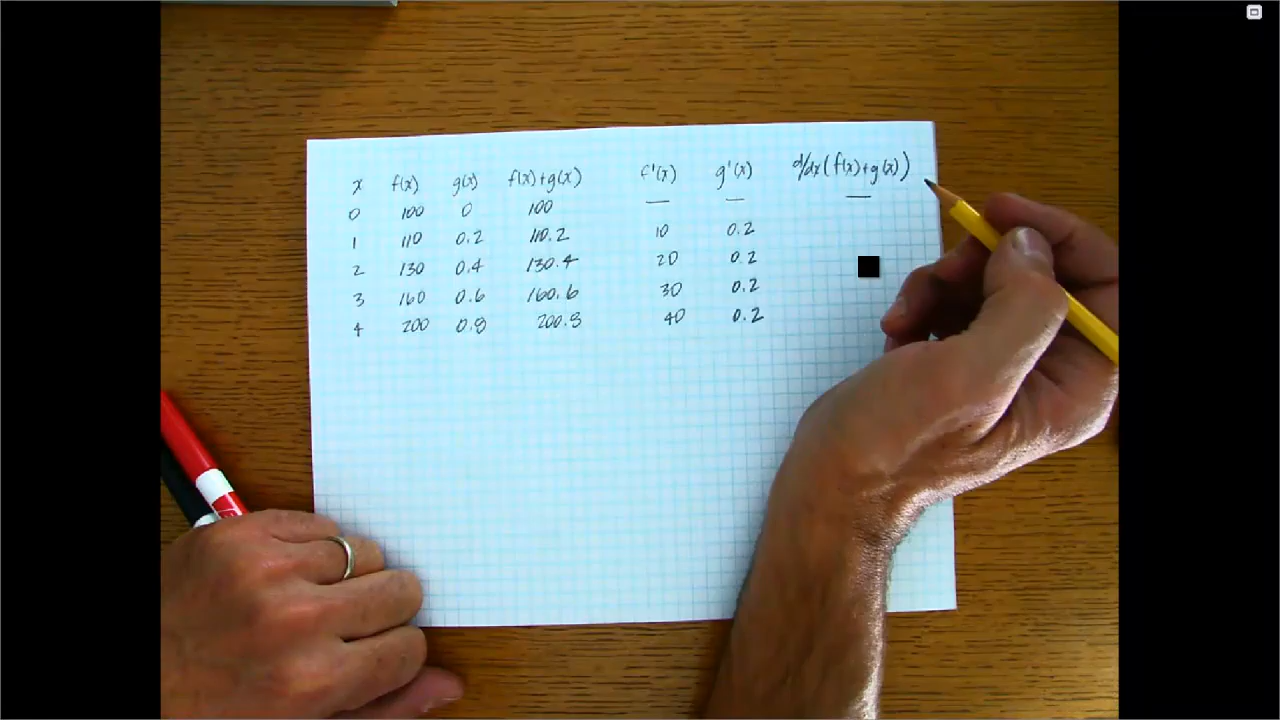 x f(x) g(x) f(x)+g(x) f'(x) g'(x) d/dx(f(x)+g(x))
0 100 0 100 — — —
1 110 0.2 110.2 10 0.2
2 130 0.4 130.4 20 0.2
3 160 0.6 160.6 30 0.2
4 200 0.8 200.8 40 0.2